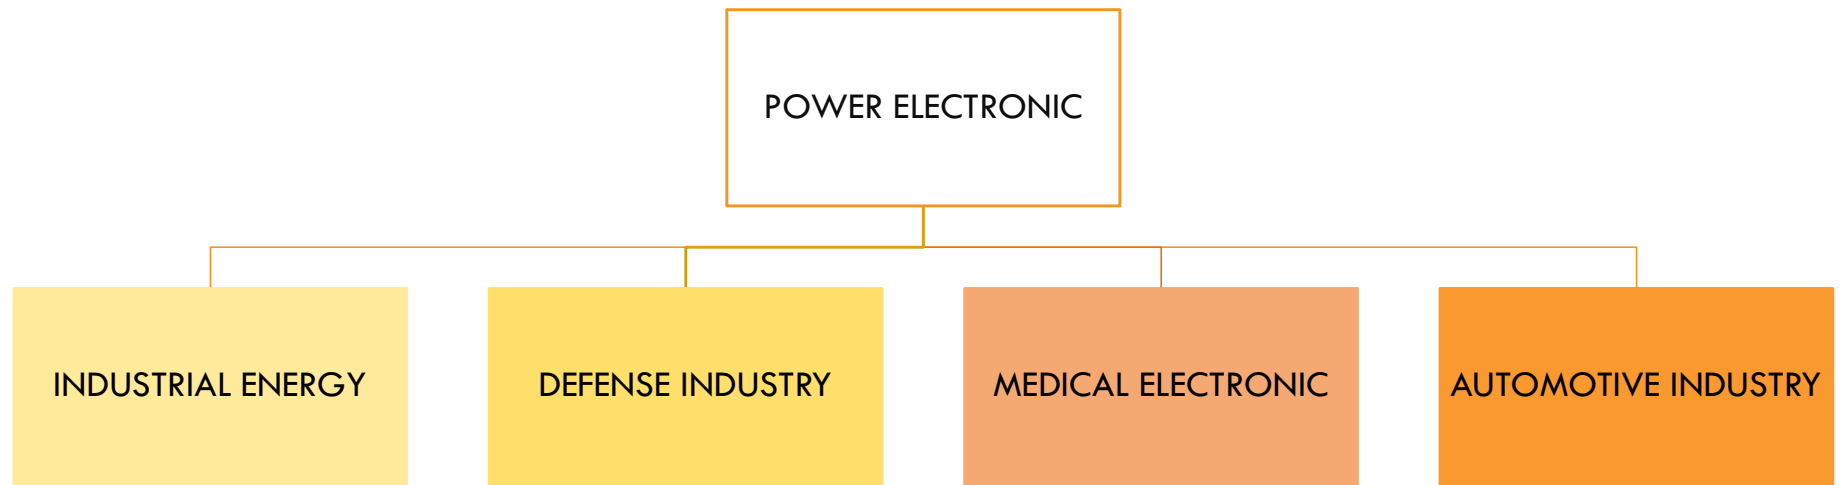 POWER ELECTRONIC
INDUSTRIAL ENERGY
DEFENSE INDUSTRY
MEDICAL ELECTRONIC
AUTOMOTIVE INDUSTRY